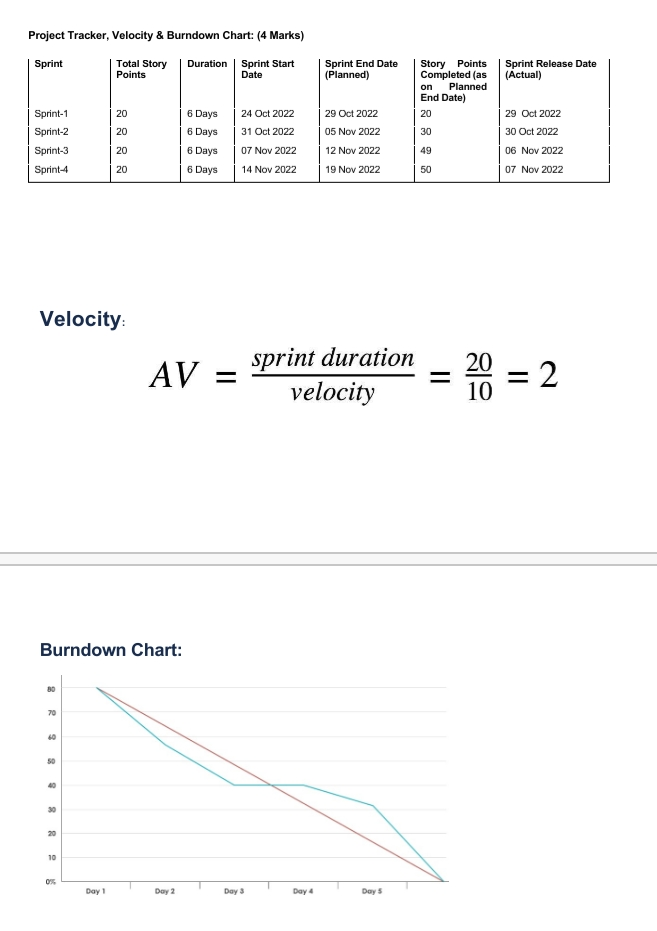 Project Tracker, Velocity & Burndown Chart: (4 Marks)
Sprint Total Story Points Duration Sprint Start Date Sprint End Date (Planned) Story Points Completed (as on Planned End Date) Sprint Release Date (Actual)
Sprint-1 20 6 Days 24 Oct 2022 29 Oct 2022 20 29 Oct 2022
Sprint-2 20 6 Days 31 Oct 2022 05 Nov 2022 30 30 Oct 2022
Sprint-3 20 6 Days 07 Nov 2022 12 Nov 2022 49 06 Nov 2022
Sprint-4 20 6 Days 14 Nov 2022 19 Nov 2022 50 07 Nov 2022
Velocity:
AV = sprint duration / velocity = 20 / 10 = 2
Burndown Chart:
80
70
60
50
40
30
20
10
0%
Day 1 Day 2 Day 3 Day 4 Day 5